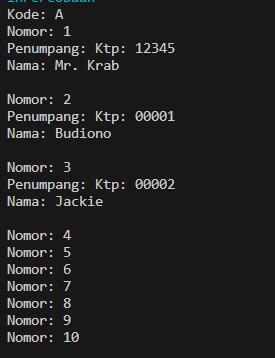 Kode: A
Nomor: 1
Penumpang: Ktp: 12345
Nama: Mr. Krab

Nomor: 2
Penumpang: Ktp: 00001
Nama: Budiono

Nomor: 3
Penumpang: Ktp: 00002
Nama: Jackie

Nomor: 4
Nomor: 5
Nomor: 6
Nomor: 7
Nomor: 8
Nomor: 9
Nomor: 10